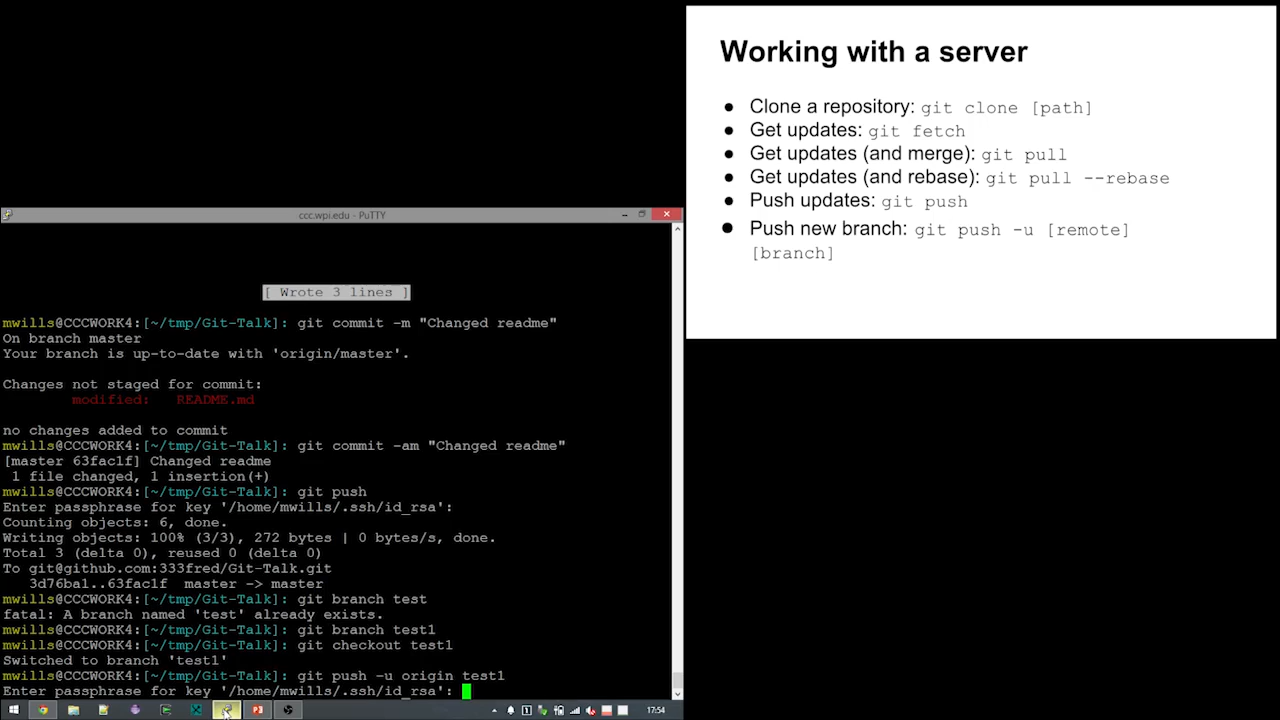 Working with a server
● Clone a repository: git clone [path]
● Get updates: git fetch
● Get updates (and merge): git pull
● Get updates (and rebase): git pull --rebase
● Push updates: git push
● Push new branch: git push -u [remote]
[branch]
ccc.wpi.edu - PuTTY
[ Wrote 3 lines ]
mwills@CCCWORK4:[~/tmp/Git-Talk]: git commit -m "Changed readme"
On branch master
Your branch is up-to-date with 'origin/master'.
Changes not staged for commit:
modified: README.md
no changes added to commit
mwills@CCCWORK4:[~/tmp/Git-Talk]: git commit -am "Changed readme"
[master 63fac1f] Changed readme
1 file changed, 1 insertion(+)
mwills@CCCWORK4:[~/tmp/Git-Talk]: git push
Enter passphrase for key '/home/mwills/.ssh/id_rsa':
Counting objects: 6, done.
Writing objects: 100% (3/3), 272 bytes | 0 bytes/s, done.
Total 3 (delta 0), reused 0 (delta 0)
To git@github.com:333fred/Git-Talk.git
3d76ba1..63fac1f master -> master
mwills@CCCWORK4:[~/tmp/Git-Talk]: git branch test
fatal: A branch named 'test' already exists.
mwills@CCCWORK4:[~/tmp/Git-Talk]: git branch test1
mwills@CCCWORK4:[~/tmp/Git-Talk]: git checkout test1
Switched to branch 'test1'
mwills@CCCWORK4:[~/tmp/Git-Talk]: git push -u origin test1
Enter passphrase for key '/home/mwills/.ssh/id_rsa':
17:54